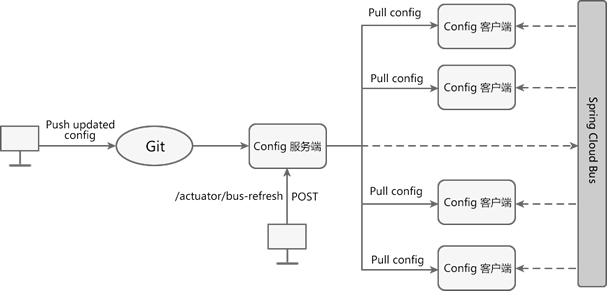 Pull config
Config 客户端
Pull config
Config 客户端
Push updated
config
Git
Config 服务端
/actuator/bus-refresh
POST
Pull config
Config 客户端
Pull config
Config 客户端
Spring Cloud Bus